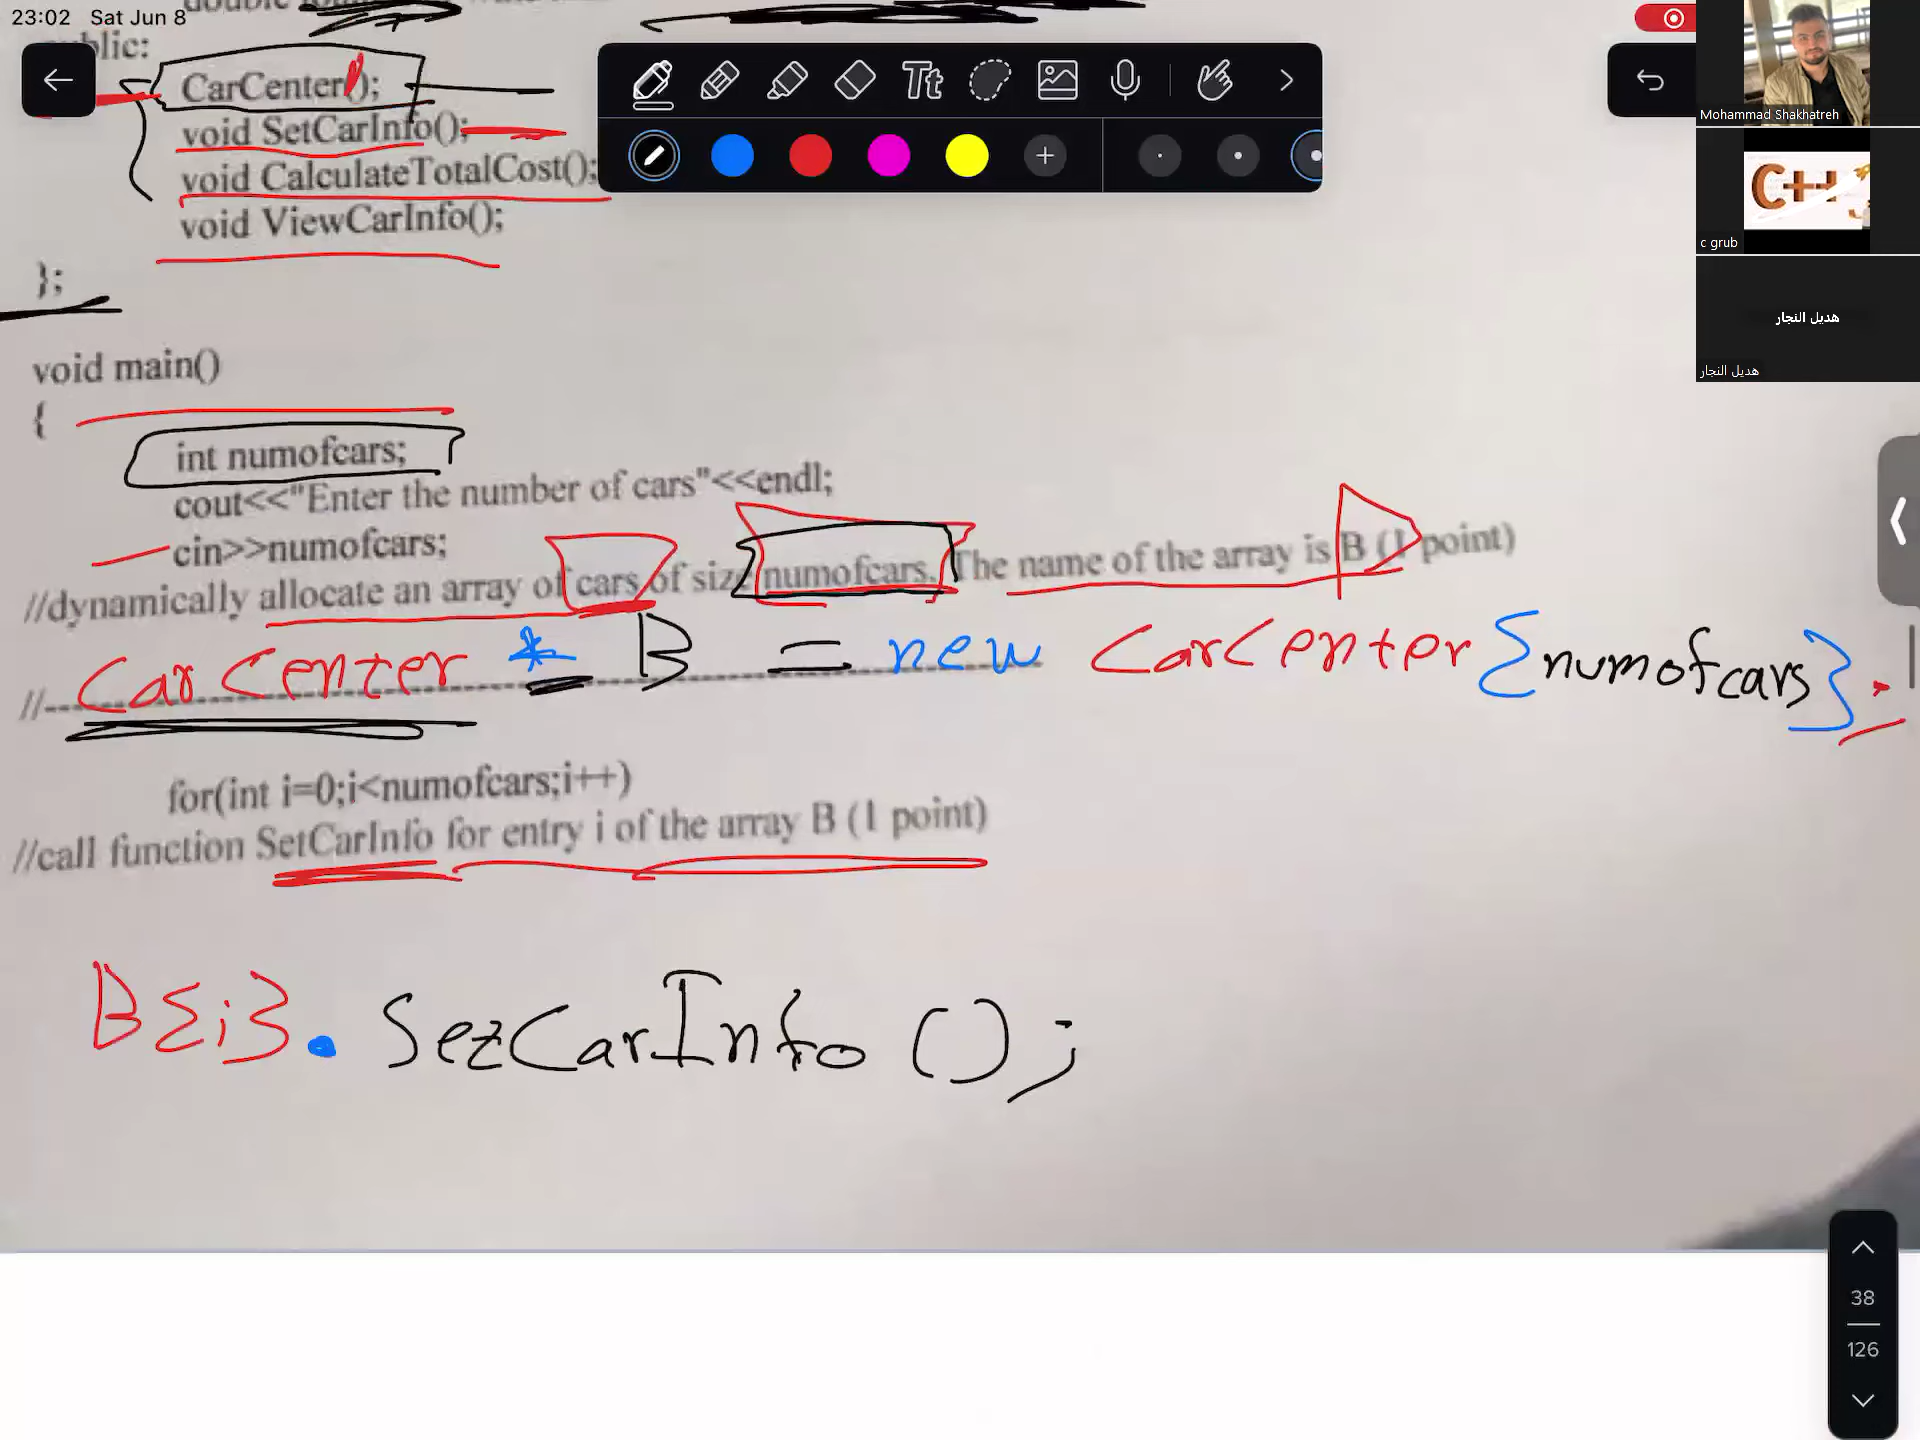 23:02 Sat Jun 8
double
public:
CarCenter();
void SetCarInfo();
void CalculateTotalCost();
void ViewCarInfo();
};
void main()
{
int numofcars;
cout<<"Enter the number of cars"<<endl;
cin>>numofcars;
//dynamically allocate an array of cars of size numofcars. The name of the array is B (1 point)
//--------------------
CarCenter * B = new CarCenter{numofcars};
for(int i=0;i<numofcars;i++)
//call function SetCarInfo for entry i of the array B (1 point)
B{i}. SetCarInfo ();
Tt
Mohammad Shakhatreh
C++
c grub
هديل النجار
هديل النجار
38
126